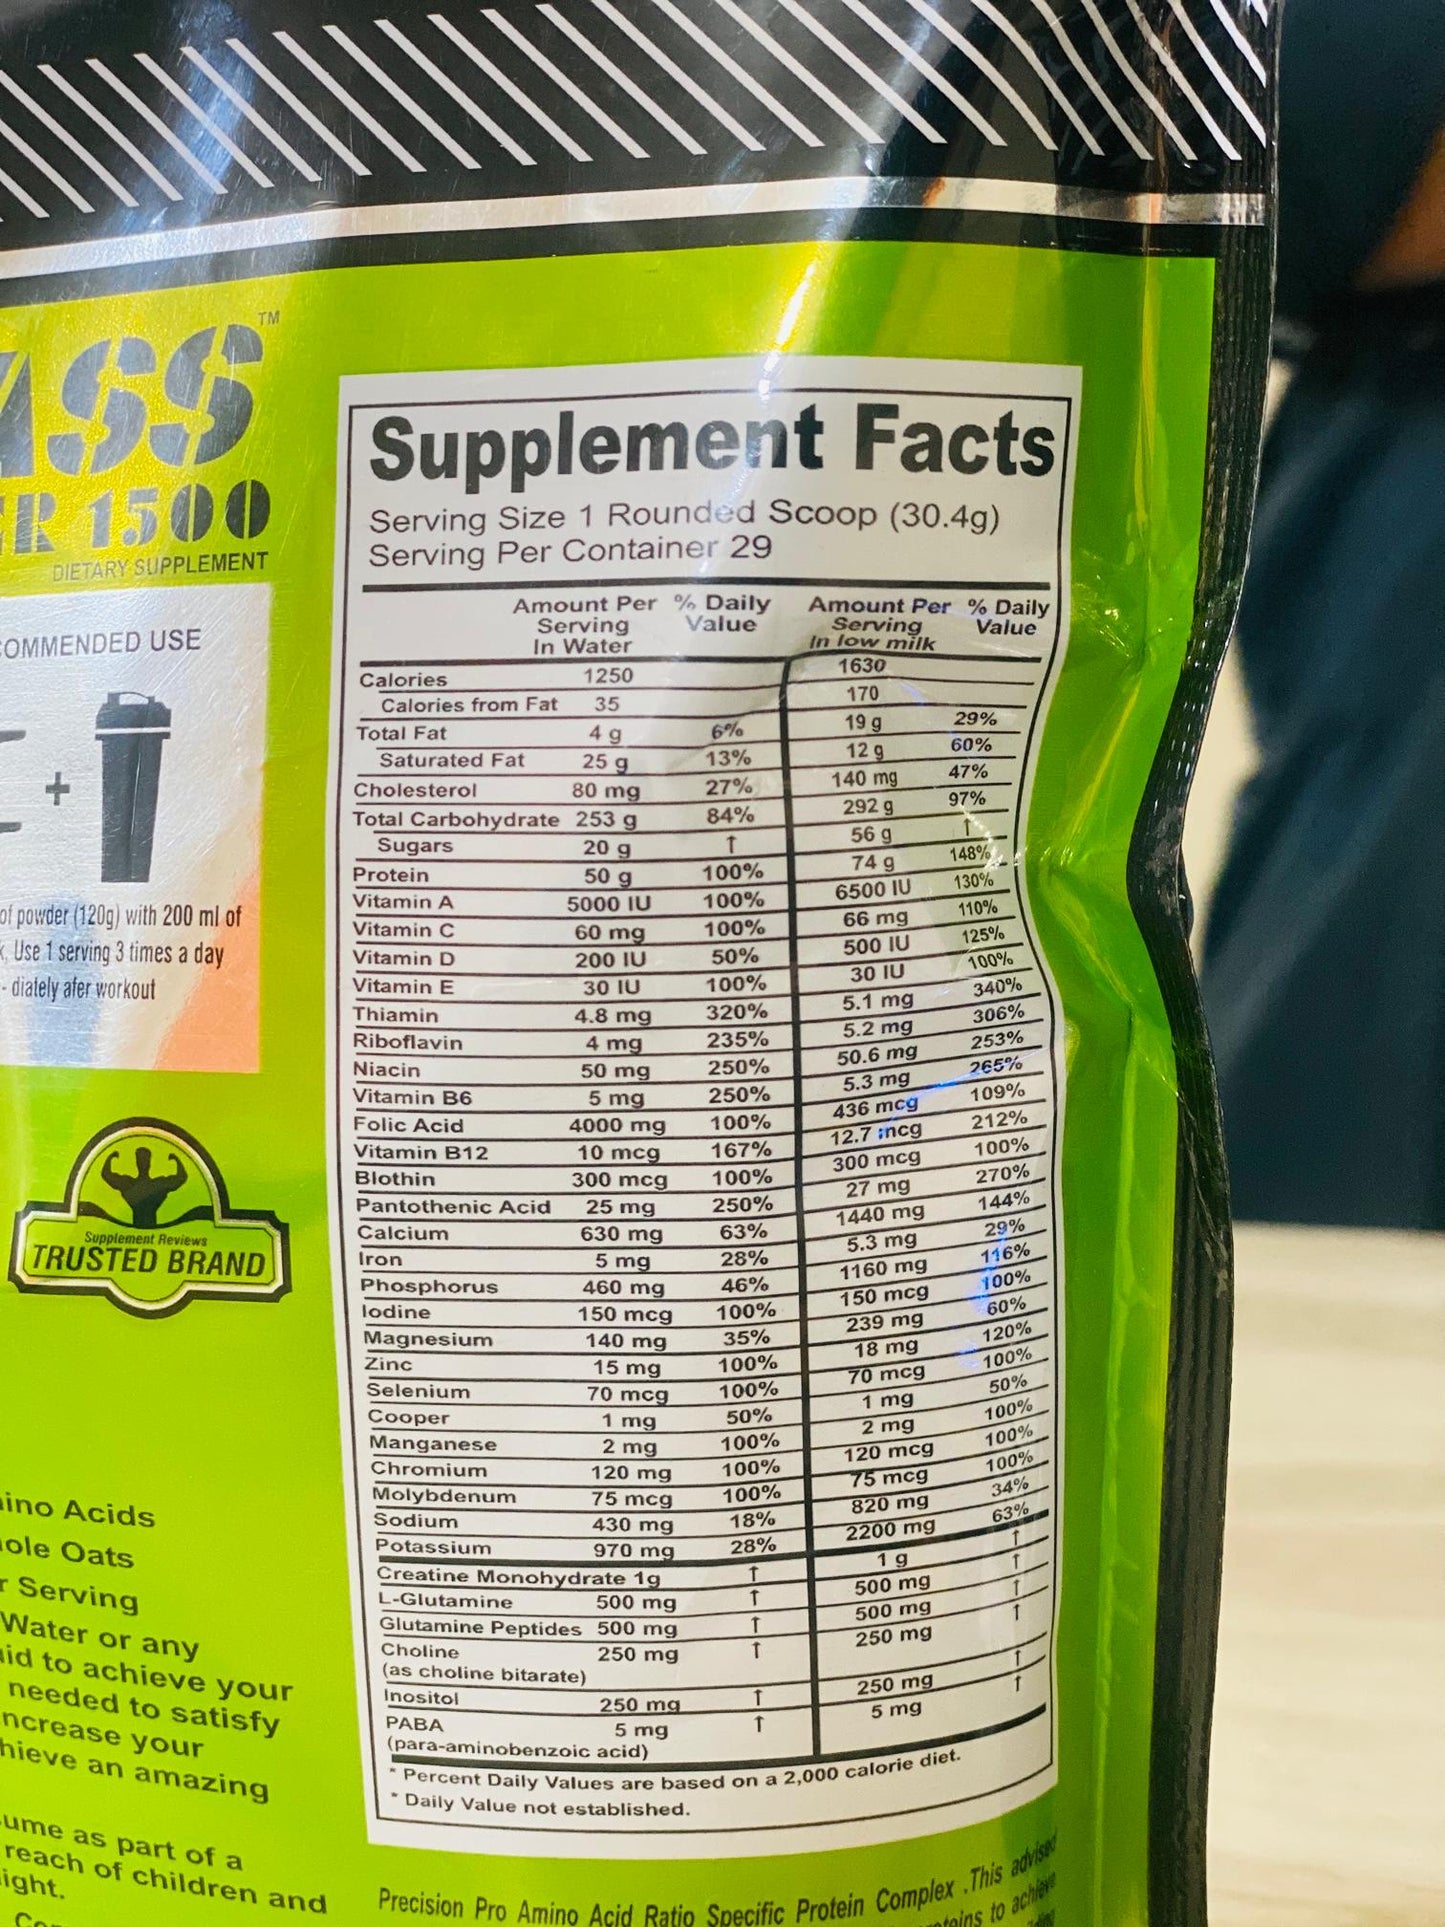 ASS™
ER 1500
DIETARY SUPPLEMENT
COMMENDED USE
+
of powder (120g) with 200 ml of
Use 1 serving 3 times a day
- diately afer workout
Supplement Reviews
TRUSTED BRAND
Acids
Oats
Serving
Water or any
to achieve your
needed to satisfy
your
an amazing
as part of a
reach of children and
Supplement Facts
Serving Size 1 Rounded Scoop (30.4g)
Serving Per Container 29
Amount Per Serving In Water % Daily Value Amount Per Serving In low milk % Daily Value
Calories 1250 1630
Calories from Fat 35 170
Total Fat 4 g 6% 19 g 29%
Saturated Fat 25 g 13% 12 g 60%
Cholesterol 80 mg 27% 140 mg 47%
Total Carbohydrate 253 g 84% 292 g 97%
Sugars 20 g ↑ 56 g ↑
Protein 50 g 100% 74 g 148%
Vitamin A 5000 IU 100% 6500 IU 130%
Vitamin C 60 mg 100% 66 mg 110%
Vitamin D 200 IU 50% 500 IU 125%
Vitamin E 30 IU 100% 30 IU 100%
Thiamin 4.8 mg 320% 5.1 mg 340%
Riboflavin 4 mg 235% 5.2 mg 306%
Niacin 50 mg 250% 50.6 mg 253%
Vitamin B6 5 mg 250% 5.3 mg 265%
Folic Acid 4000 mg 100% 436 mcg 109%
Vitamin B12 10 mcg 167% 12.7 mcg 212%
Blothin 300 mcg 100% 300 mcg 100%
Pantothenic Acid 25 mg 250% 27 mg 270%
Calcium 630 mg 63% 1440 mg 144%
Iron 5 mg 28% 5.3 mg 29%
Phosphorus 460 mg 46% 1160 mg 116%
Iodine 150 mcg 100% 150 mcg 100%
Magnesium 140 mg 35% 239 mg 60%
Zinc 15 mg 100% 18 mg 120%
Selenium 70 mcg 100% 70 mcg 100%
Cooper 1 mg 50% 1 mg 50%
Manganese 2 mg 100% 2 mg 100%
Chromium 120 mg 100% 120 mcg 100%
Molybdenum 75 mcg 100% 75 mcg 100%
Sodium 430 mg 18% 820 mg 34%
Potassium 970 mg 28% 2200 mg 63%
Creatine Monohydrate 1g ↑ 1 g ↑
L-Glutamine 500 mg ↑ 500 mg ↑
Glutamine Peptides 500 mg ↑ 500 mg ↑
Choline 250 mg ↑ 250 mg ↑
(as choline bitarate)
Inositol 250 mg ↑ 250 mg ↑
PABA 5 mg ↑ 5 mg ↑
(para-aminobenzoic acid)
* Percent Daily Values are based on a 2,000 calorie diet.
* Daily Value not established.
Precision Pro Amino Acid Ratio Specific Protein Complex .This advised
to achieve